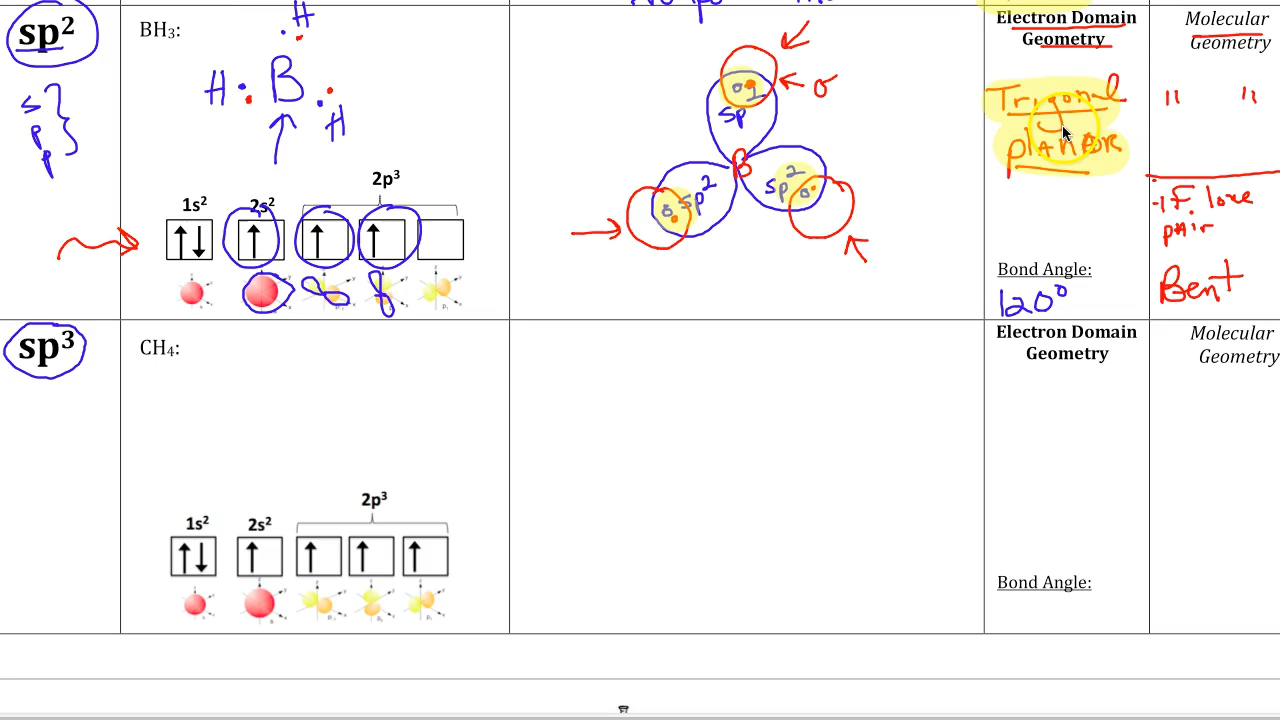 sp²
BH₃:
H
H : B :
H
s
p
p
1s²
2s²
2p³
sp²
sp²
sp²
B
σ
Electron Domain
Geometry
Trigonal
planar
Bond Angle:
120°
Molecular
Geometry
" "
-if lone
pair
Bent
sp³
CH₄:
1s²
2s²
2p³
Electron Domain
Geometry
Bond Angle:
Molecular
Geometry